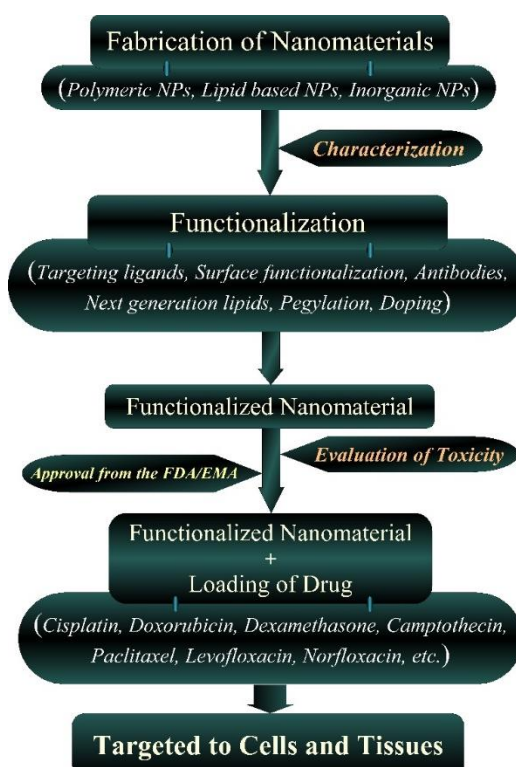 Fabrication of Nanomaterials
(Polymeric NPs, Lipid based NPs, Inorganic NPs)
Characterization
Functionalization
(Targeting ligands, Surface functionalization, Antibodies,
Next generation lipids, Pegylation, Doping)
Functionalized Nanomaterial
Evaluation of Toxicity
Approval from the FDA/EMA
Functionalized Nanomaterial
+
Loading of Drug
(Cisplatin, Doxorubicin, Dexamethasone, Camptothecin,
Paclitaxel, Levofloxacin, Norfloxacin, etc.)
Targeted to Cells and Tissues